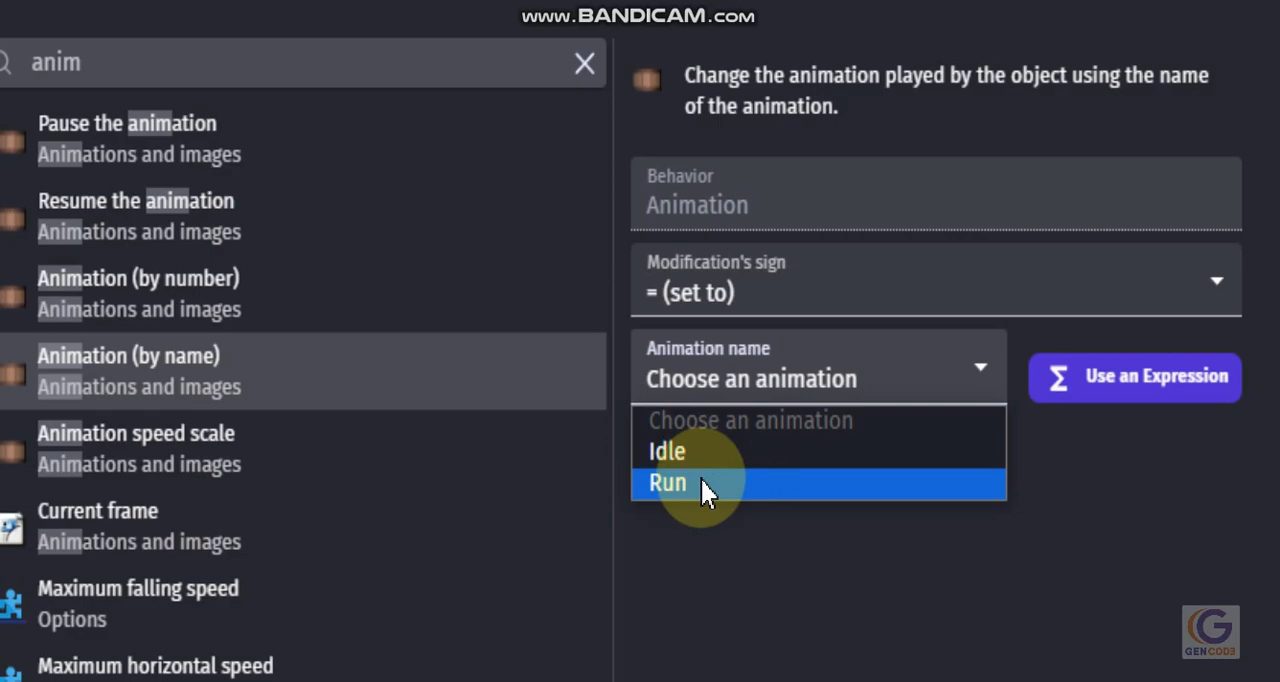 www.BANDICAM.com
anim
Pause the animation
Animations and images
Resume the animation
Animations and images
Animation (by number)
Animations and images
Animation (by name)
Animations and images
Animation speed scale
Animations and images
Current frame
Animations and images
Maximum falling speed
Options
Maximum horizontal speed
Change the animation played by the object using the name
of the animation.
Behavior
Animation
Modification's sign
= (set to)
Animation name
Choose an animation
Σ Use an Expression
Choose an animation
Idle
Run
G
GENCODE